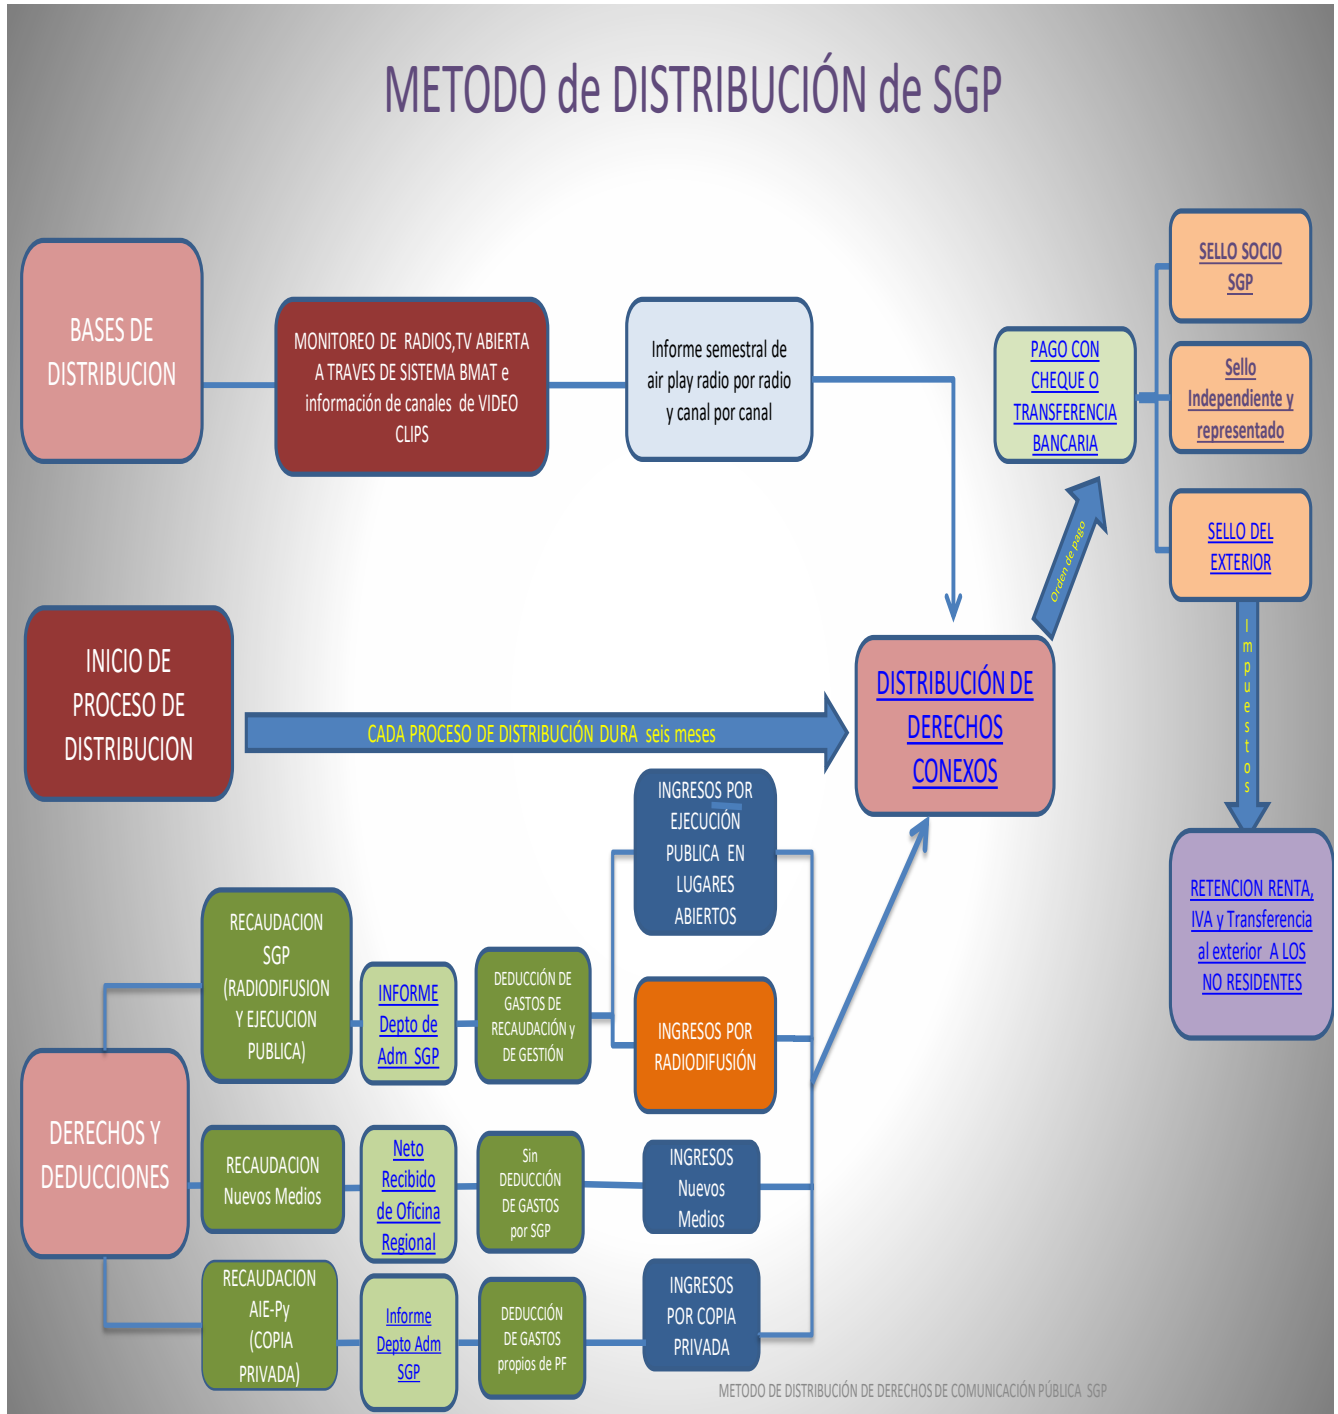 METODO de DISTRIBUCIÓN de SGP
BASES DE
DISTRIBUCION
MONITOREO DE RADIOS,TV ABIERTA
A TRAVES DE SISTEMA BMAT e
información de canales de VIDEO
CLIPS
Informe semestral de
air play radio por radio
y canal por canal
PAGO CON
CHEQUE O
TRANSFERENCIA
BANCARIA
SELLO SOCIO
SGP
Sello
Independiente y
representado
SELLO DEL
EXTERIOR
Orden de pago
Impuestos
INICIO DE
PROCESO DE
DISTRIBUCION
CADA PROCESO DE DISTRIBUCIÓN DURA seis meses
DISTRIBUCIÓN DE
DERECHOS
CONEXOS
RETENCION RENTA,
IVA y Transferencia
al exterior A LOS
NO RESIDENTES
DERECHOS Y
DEDUCCIONES
RECAUDACION
SGP
(RADIODIFUSION
Y EJECUCION
PUBLICA)
INFORME
Depto de
Adm SGP
DEDUCCIÓN DE
GASTOS DE
RECAUDACIÓN y
DE GESTIÓN
INGRESOS POR
EJECUCIÓN
PUBLICA EN
LUGARES
ABIERTOS
INGRESOS POR
RADIODIFUSIÓN
RECAUDACION
Nuevos Medios
Neto
Recibido
de Oficina
Regional
Sin
DEDUCCIÓN
DE GASTOS
por SGP
INGRESOS
Nuevos
Medios
RECAUDACION
AIE-Py
(COPIA
PRIVADA)
Informe
Depto Adm
SGP
DEDUCCIÓN
DE GASTOS
propios de PF
INGRESOS
POR COPIA
PRIVADA
METODO DE DISTRIBUCIÓN DE DERECHOS DE COMUNICACIÓN PÚBLICA SGP